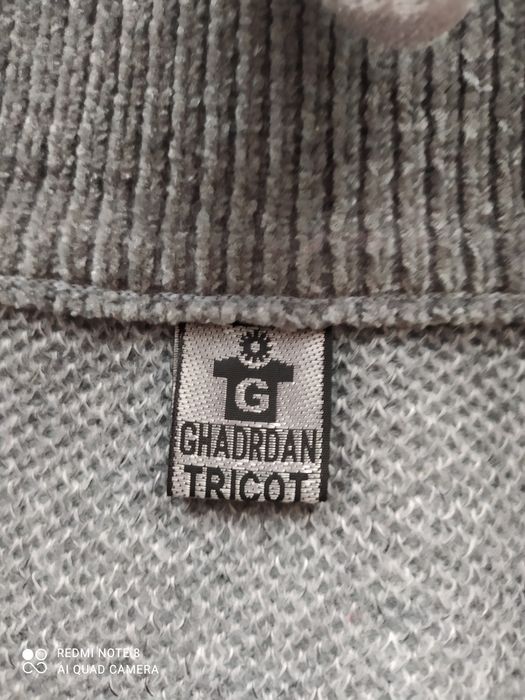 G
GHADRDAN
TRICOT
REDMI NOTE 8
AI QUAD CAMERA